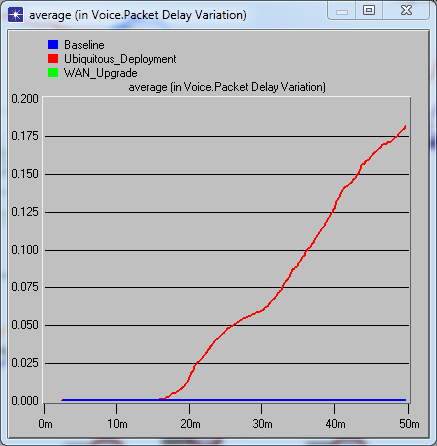 average (in Voice.Packet Delay Variation)
Baseline
Ubiquitous_Deployment
WAN_Upgrade
average (in Voice.Packet Delay Variation)
0.200
0.175
0.150
0.125
0.100
0.075
0.050
0.025
0.000
0m 10m 20m 30m 40m 50m